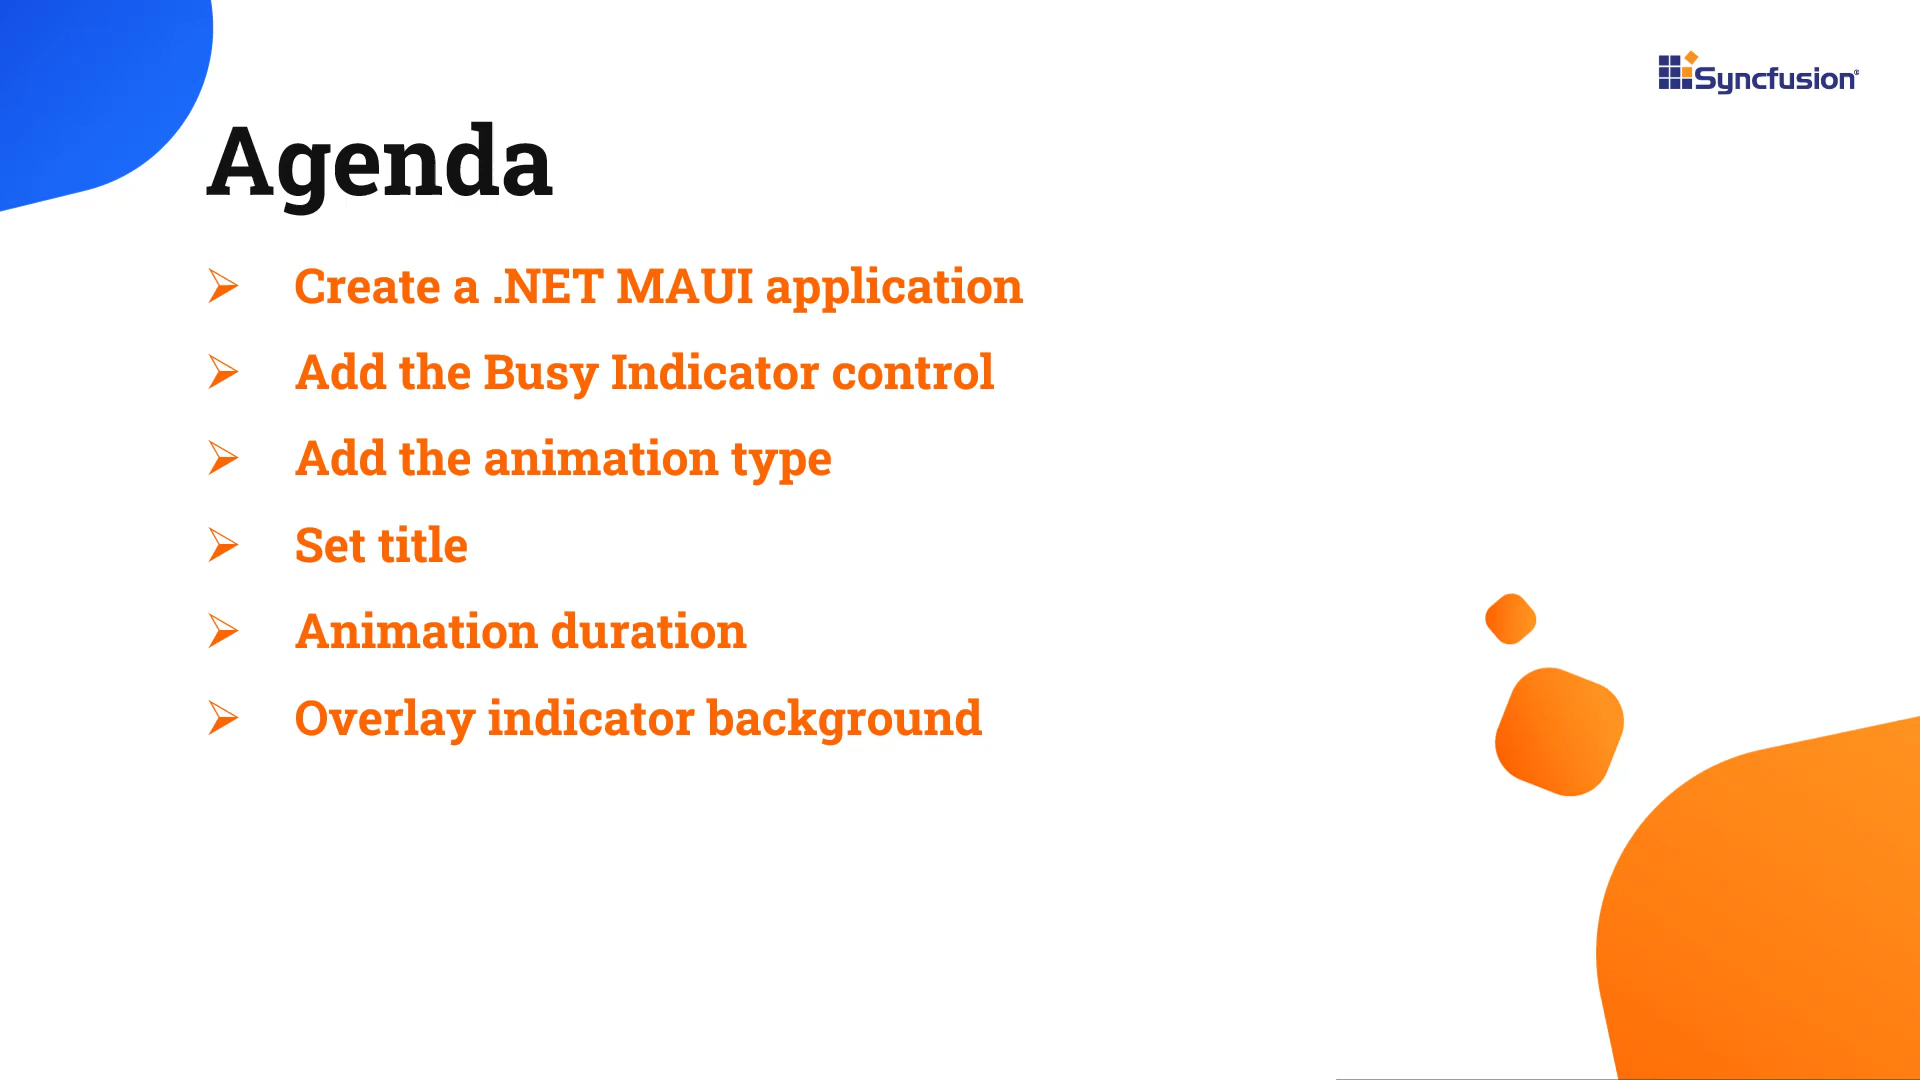 Syncfusion®
Agenda
➢ Create a .NET MAUI application
➢ Add the Busy Indicator control
➢ Add the animation type
➢ Set title
➢ Animation duration
➢ Overlay indicator background